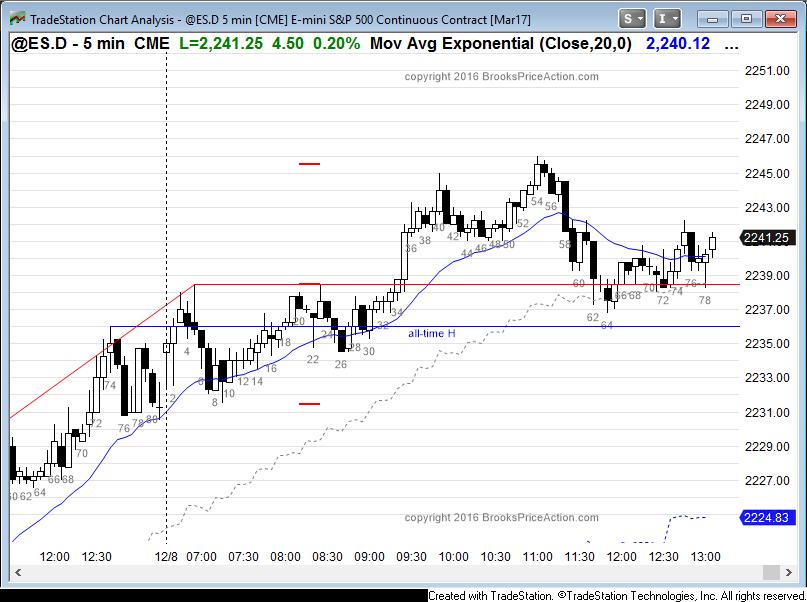 TradeStation Chart Analysis - @ES.D 5 min [CME] E-mini S&P 500 Continuous Contract [Mar17]
S I
@ES.D - 5 min CME L=2,241.25 4.50 0.20% Mov Avg Exponential (Close,20,0) 2,240.12 ...
copyright 2016 BrooksPriceAction.com
2251.00
2249.00
2247.00
2245.00
2243.00
2241.25
2239.00
2237.00
2235.00
2233.00
2231.00
2229.00
2227.00
2224.83
54 56
52
36 38 40 42 44 46 48 50
58
60
62
64
66 68 70 72 74 76 78
all-time H
20 24 32 34
4 18 22 26 28 30
74 16
2 8 10 12 14
72 76 78 80
70
60 62 64 66 68
copyright 2016 BrooksPriceAction.com
12:00 12:30 12/8 07:00 07:30 08:00 08:30 09:00 09:30 10:00 10:30 11:00 11:30 12:00 12:30 13:00
Created with TradeStation. ©TradeStation Technologies, Inc. All rights reserved.